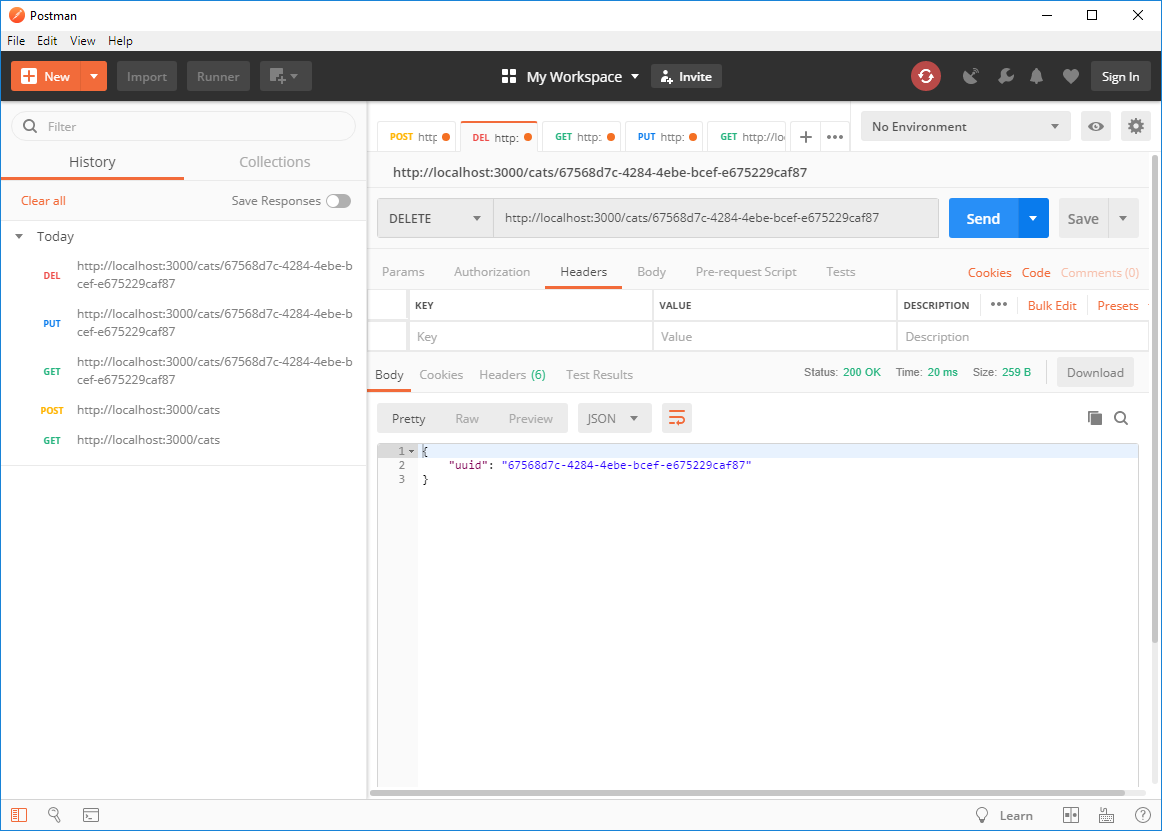 Postman
File Edit View Help
New Import Runner My Workspace Invite Sign In
Filter
History Collections
Clear all Save Responses
Today
DEL http://localhost:3000/cats/67568d7c-4284-4ebe-b
cef-e675229caf87
PUT http://localhost:3000/cats/67568d7c-4284-4ebe-b
cef-e675229caf87
GET http://localhost:3000/cats/67568d7c-4284-4ebe-b
cef-e675229caf87
POST http://localhost:3000/cats
GET http://localhost:3000/cats
POST http DEL http: GET http: PUT http: GET http://lo + ••• No Environment
http://localhost:3000/cats/67568d7c-4284-4ebe-bcef-e675229caf87
DELETE http://localhost:3000/cats/67568d7c-4284-4ebe-bcef-e675229caf87 Send Save
Params Authorization Headers Body Pre-request Script Tests Cookies Code Comments (0)
KEY VALUE DESCRIPTION ••• Bulk Edit Presets
Key Value Description
Body Cookies Headers (6) Test Results Status: 200 OK Time: 20 ms Size: 259 B Download
Pretty Raw Preview JSON
1 {
2 "uuid": "67568d7c-4284-4ebe-bcef-e675229caf87"
3 }
Learn